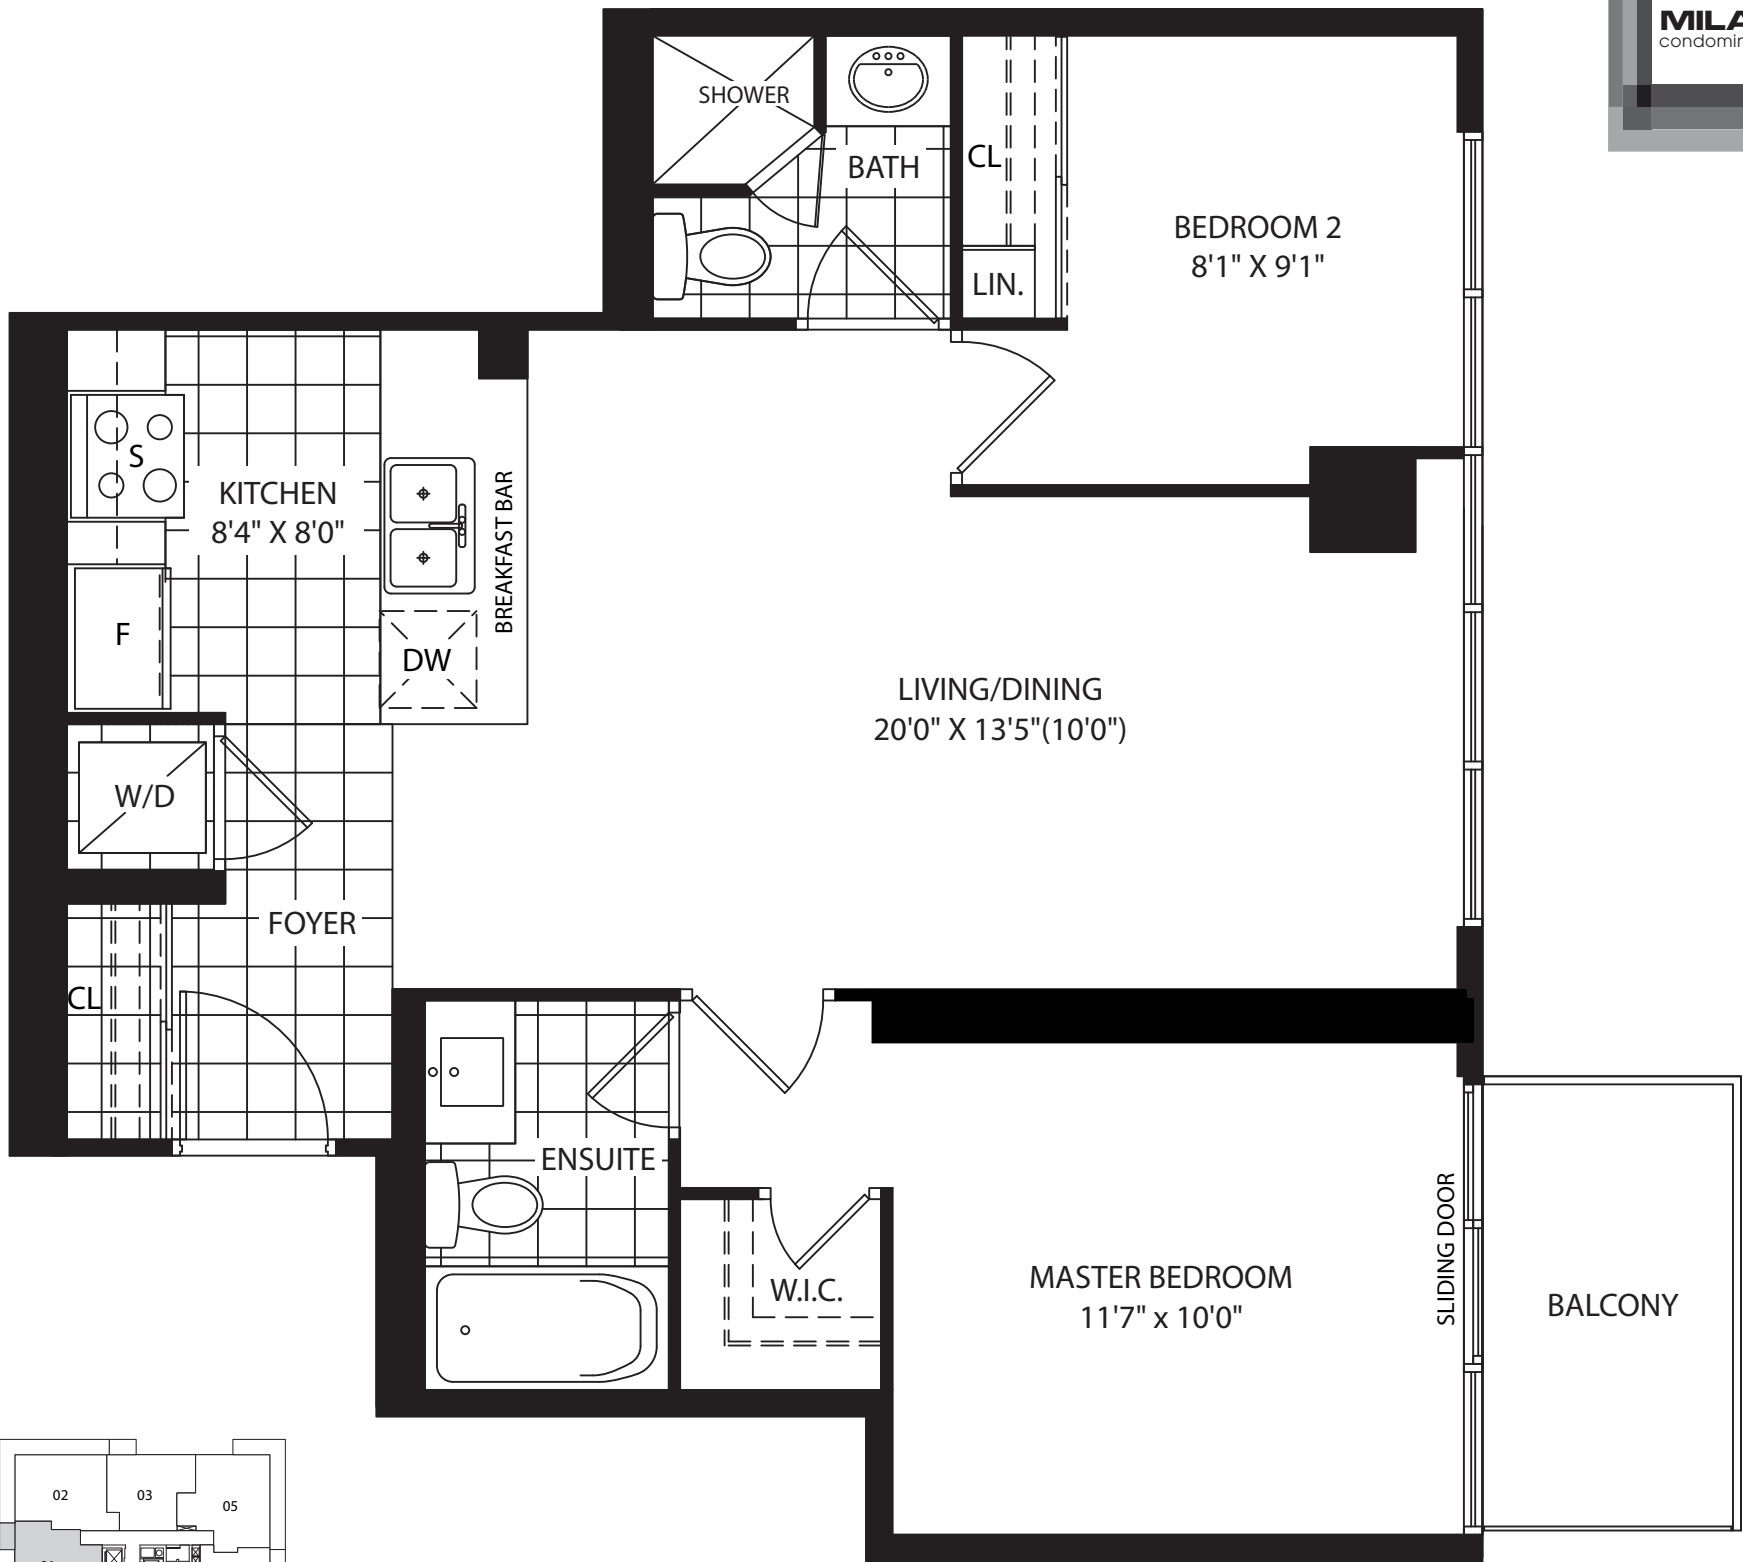 MILA
condomin
SHOWER
BATH
CL
LIN.
BEDROOM 2
8'1" X 9'1"
S
KITCHEN
8'4" X 8'0"
BREAKFAST BAR
F
DW
LIVING/DINING
20'0" X 13'5"(10'0")
W/D
FOYER
CL
ENSUITE
W.I.C.
MASTER BEDROOM
11'7" x 10'0"
SLIDING DOOR
BALCONY
02
03
05